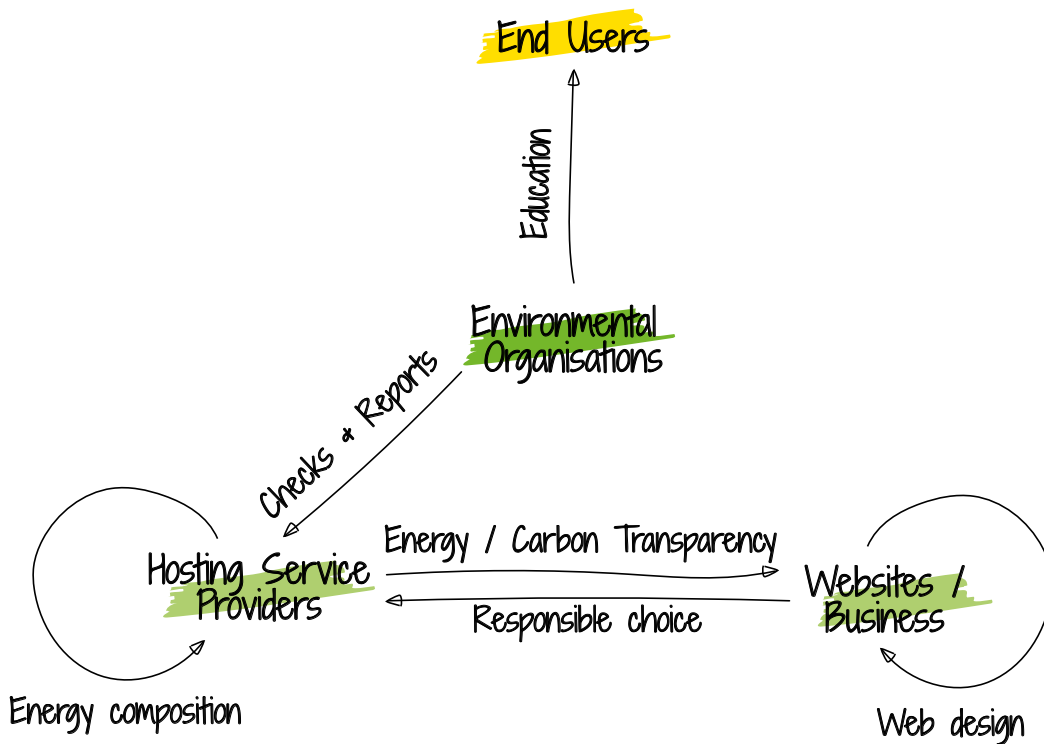 End Users
Education
Environmental
Organisations
Checks & Reports
Energy / Carbon Transparency
Hosting Service
Providers
Websites /
Business
Responsible choice
Energy composition
Web design